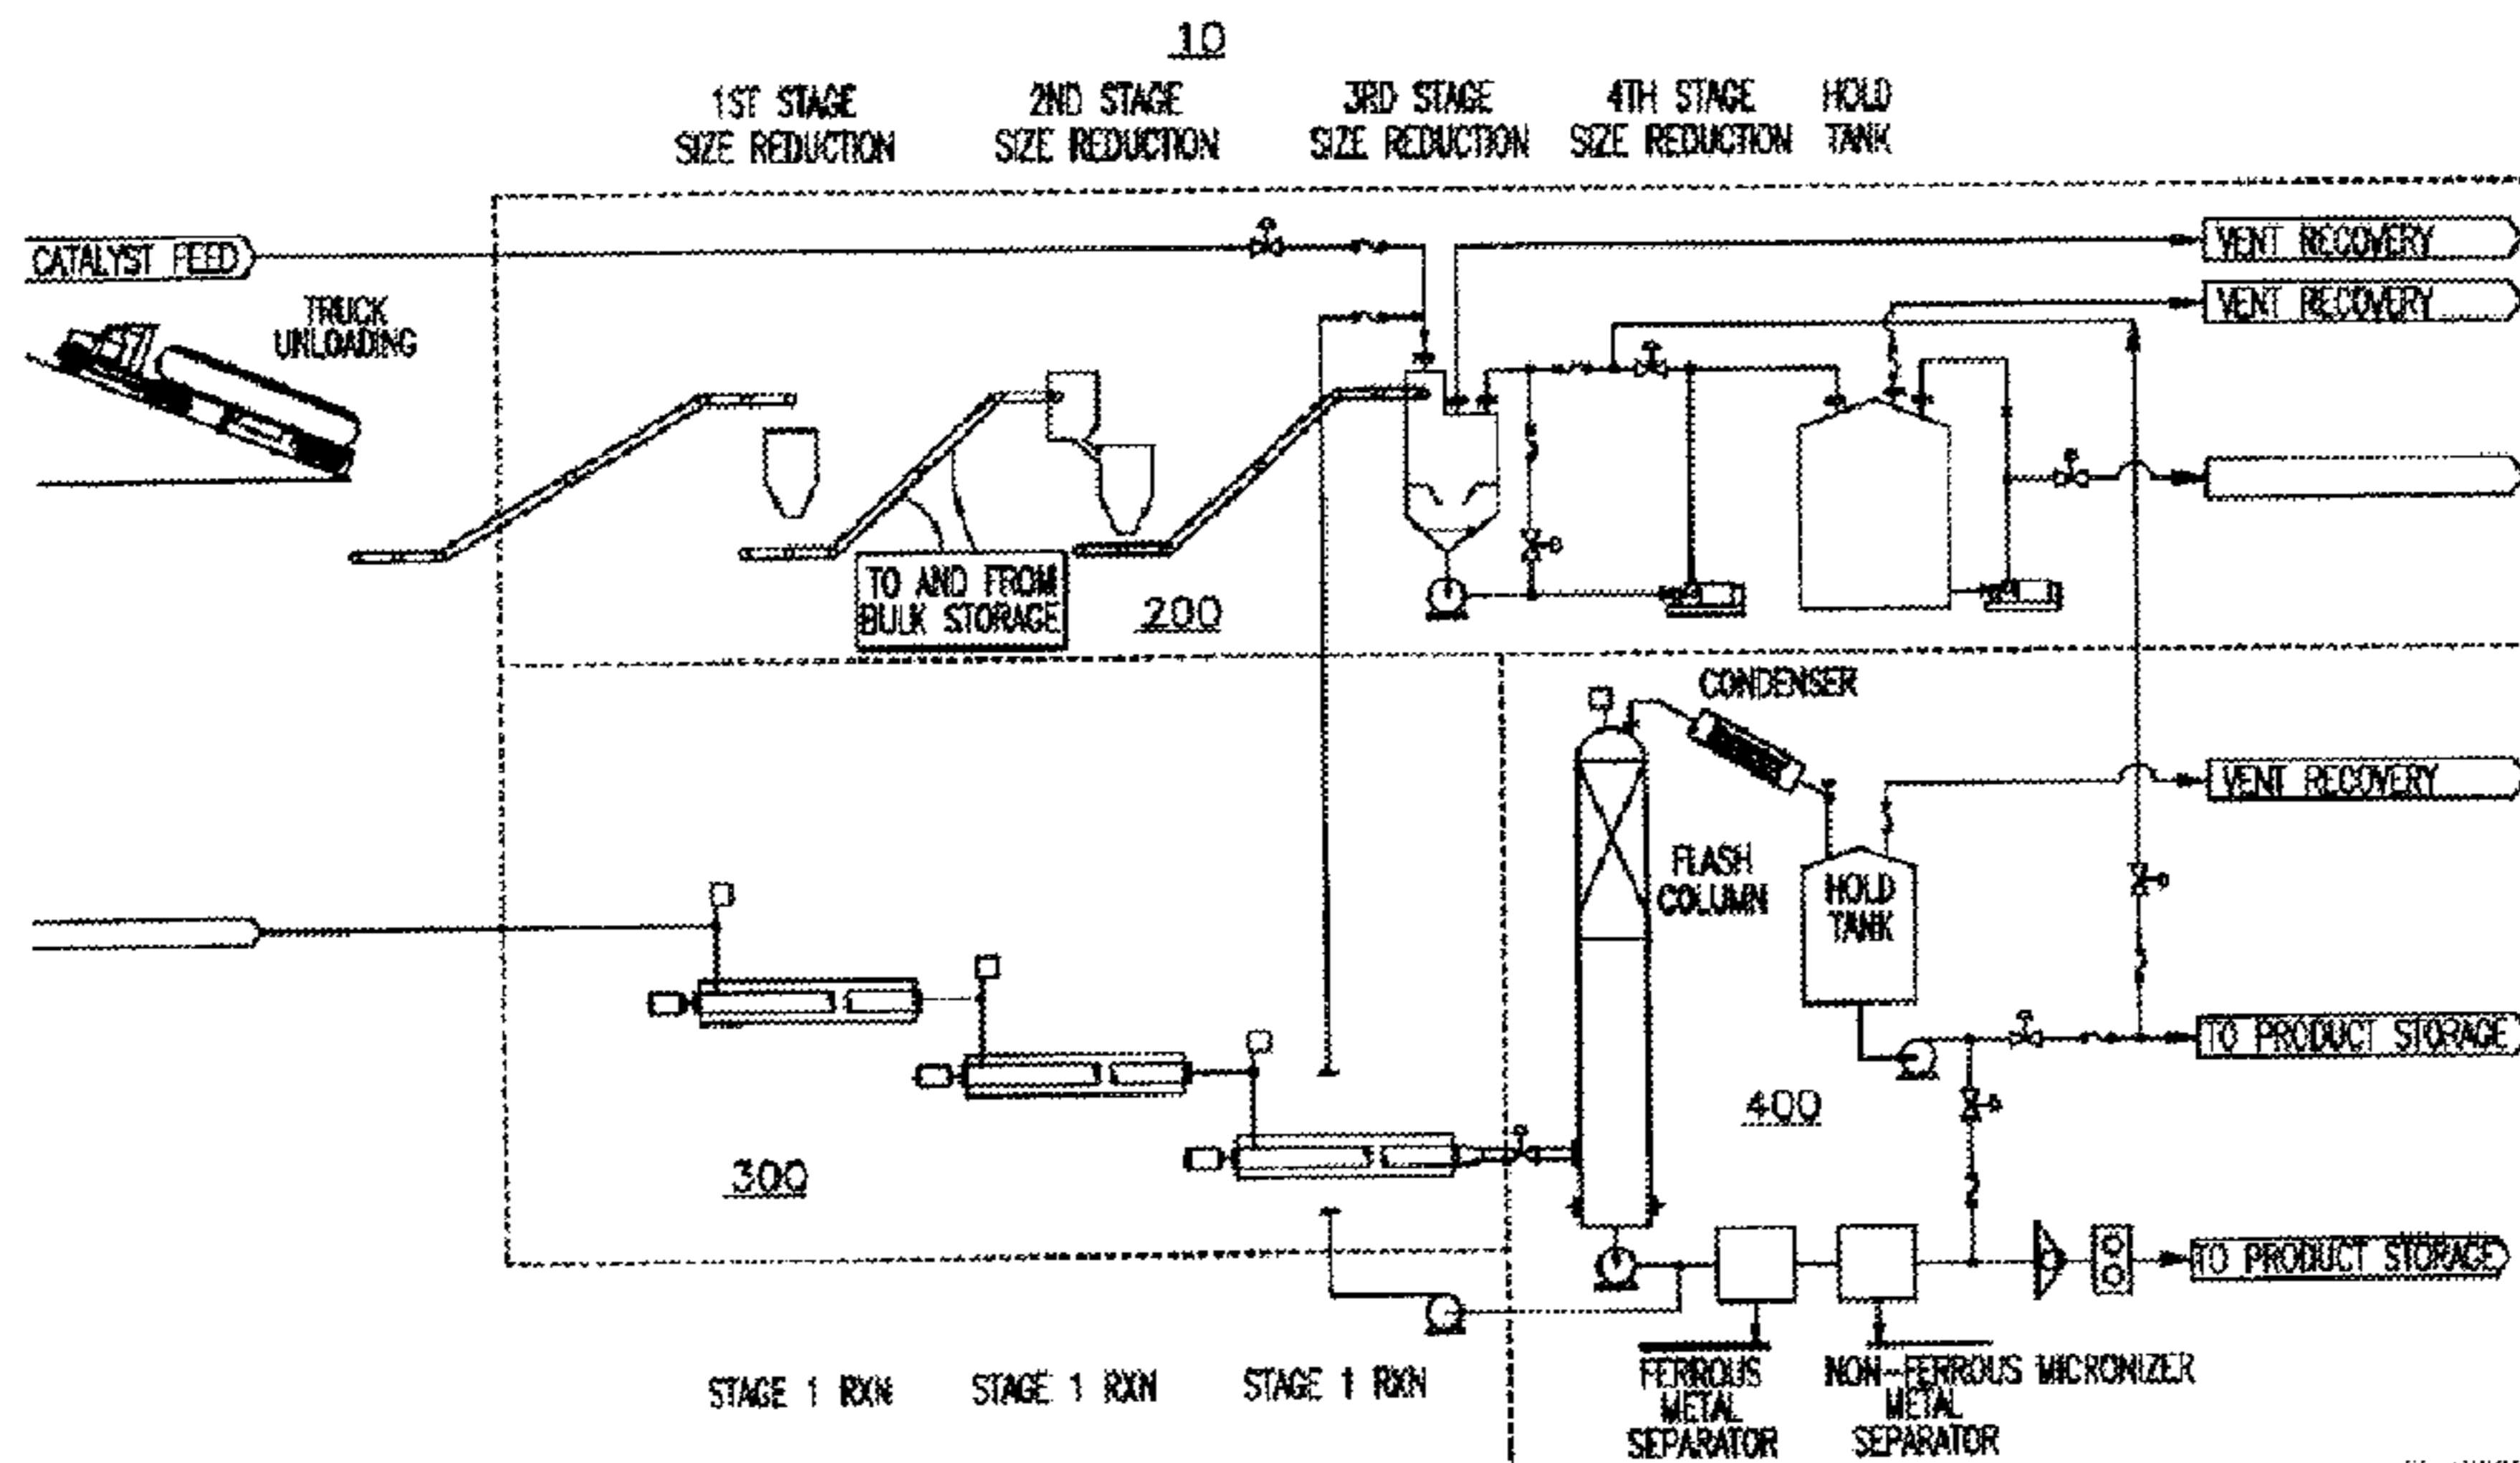 10
1ST STAGE
SIZE REDUCTION
2ND STAGE
SIZE REDUCTION
3RD STAGE
SIZE REDUCTION
4TH STAGE
SIZE REDUCTION
HOLD
TANK
CATALYST FEED
VENT RECOVERY
VENT RECOVERY
TRUCK
UNLOADING
TO AND FROM
BULK STORAGE
200
CONDENSER
VENT RECOVERY
FLASH
COLUMN
HOLD
TANK
TO PRODUCT STORAGE
400
300
TO PRODUCT STORAGE
STAGE 1 RXN
STAGE 1 RXN
STAGE 1 RXN
FERROUS
METAL
SEPARATOR
NON-FERROUS
METAL
SEPARATOR
MICRONIZER